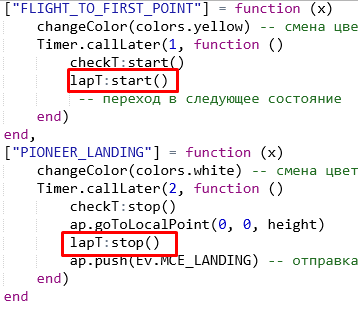 ["FLIGHT_TO_FIRST_POINT"] = function (x)
changeColor(colors.yellow) -- смена цве
Timer.callLater(1, function ()
checkT:start()
lapT:start()
-- переход в следующее состояние
end)
end,
["PIONEER_LANDING"] = function (x)
changeColor(colors.white) -- смена цвет
Timer.callLater(2, function ()
checkT:stop()
ap.goToLocalPoint(0, 0, height)
lapT:stop()
ap.push(Ev.MCE_LANDING) -- отправка
end)
end